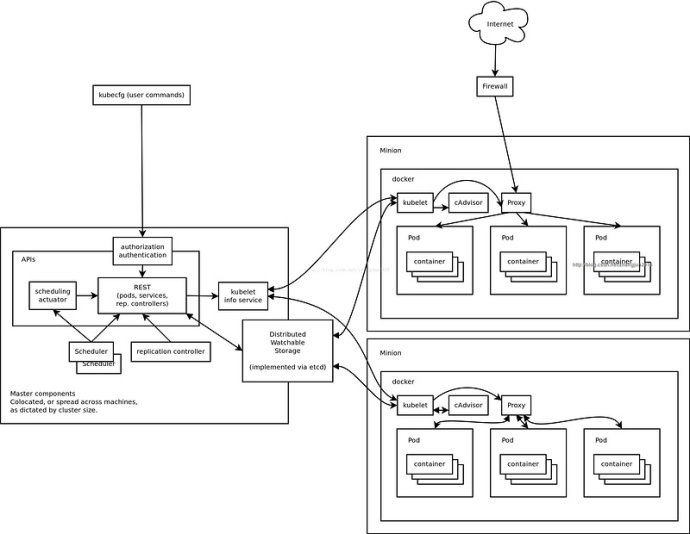 Internet
kubecfg (user commands)
Firewall
Minion
docker
kubelet
cAdvisor
Proxy
Pod
container
Pod
container
Pod
container
authorization
authentication
APIs
REST
(pods, services,
rep. controllers)
scheduling
actuator
kubelet
info service
Scheduler
Scheduler
replication controller
Distributed
Watchable
Storage
(implemented via etcd)
Master components
Colocated, or spread across machines,
as dictated by cluster size.
Minion
docker
kubelet
cAdvisor
Proxy
Pod
container
Pod
container
Pod
container